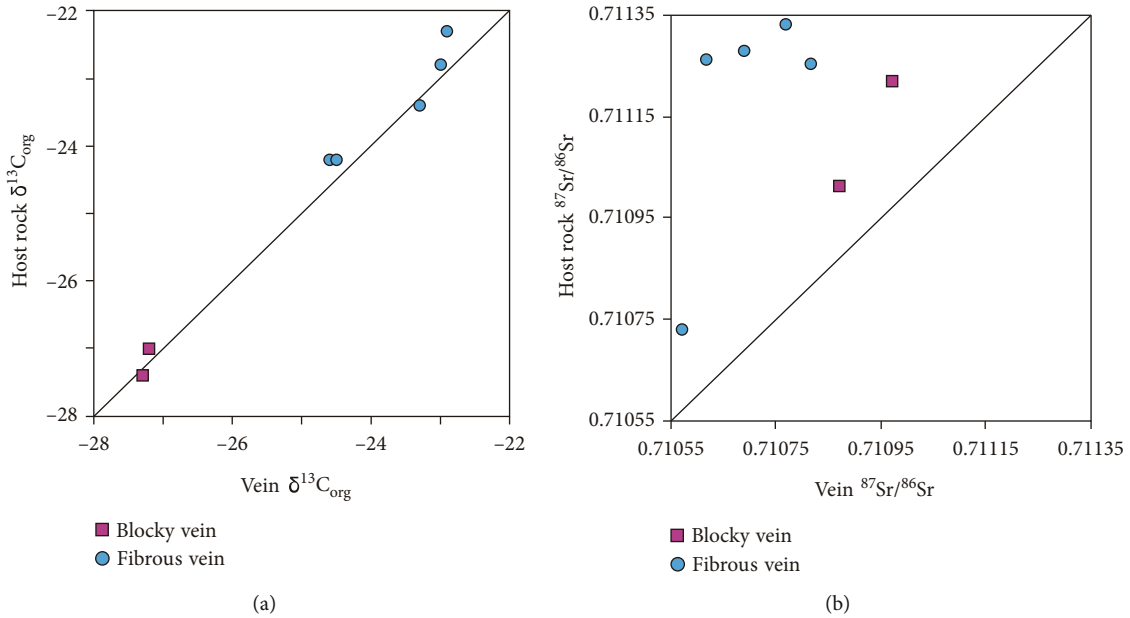 −22
−24
−26
−28
Host rock δ¹³C_org
−28 −26 −24 −22
Vein δ¹³C_org
Blocky vein
Fibrous vein
(a)
0.71135
0.71115
0.71095
0.71075
0.71055
Host rock ⁸⁷Sr/⁸⁶Sr
0.71055 0.71075 0.71095 0.71115 0.71135
Vein ⁸⁷Sr/⁸⁶Sr
Blocky vein
Fibrous vein
(b)